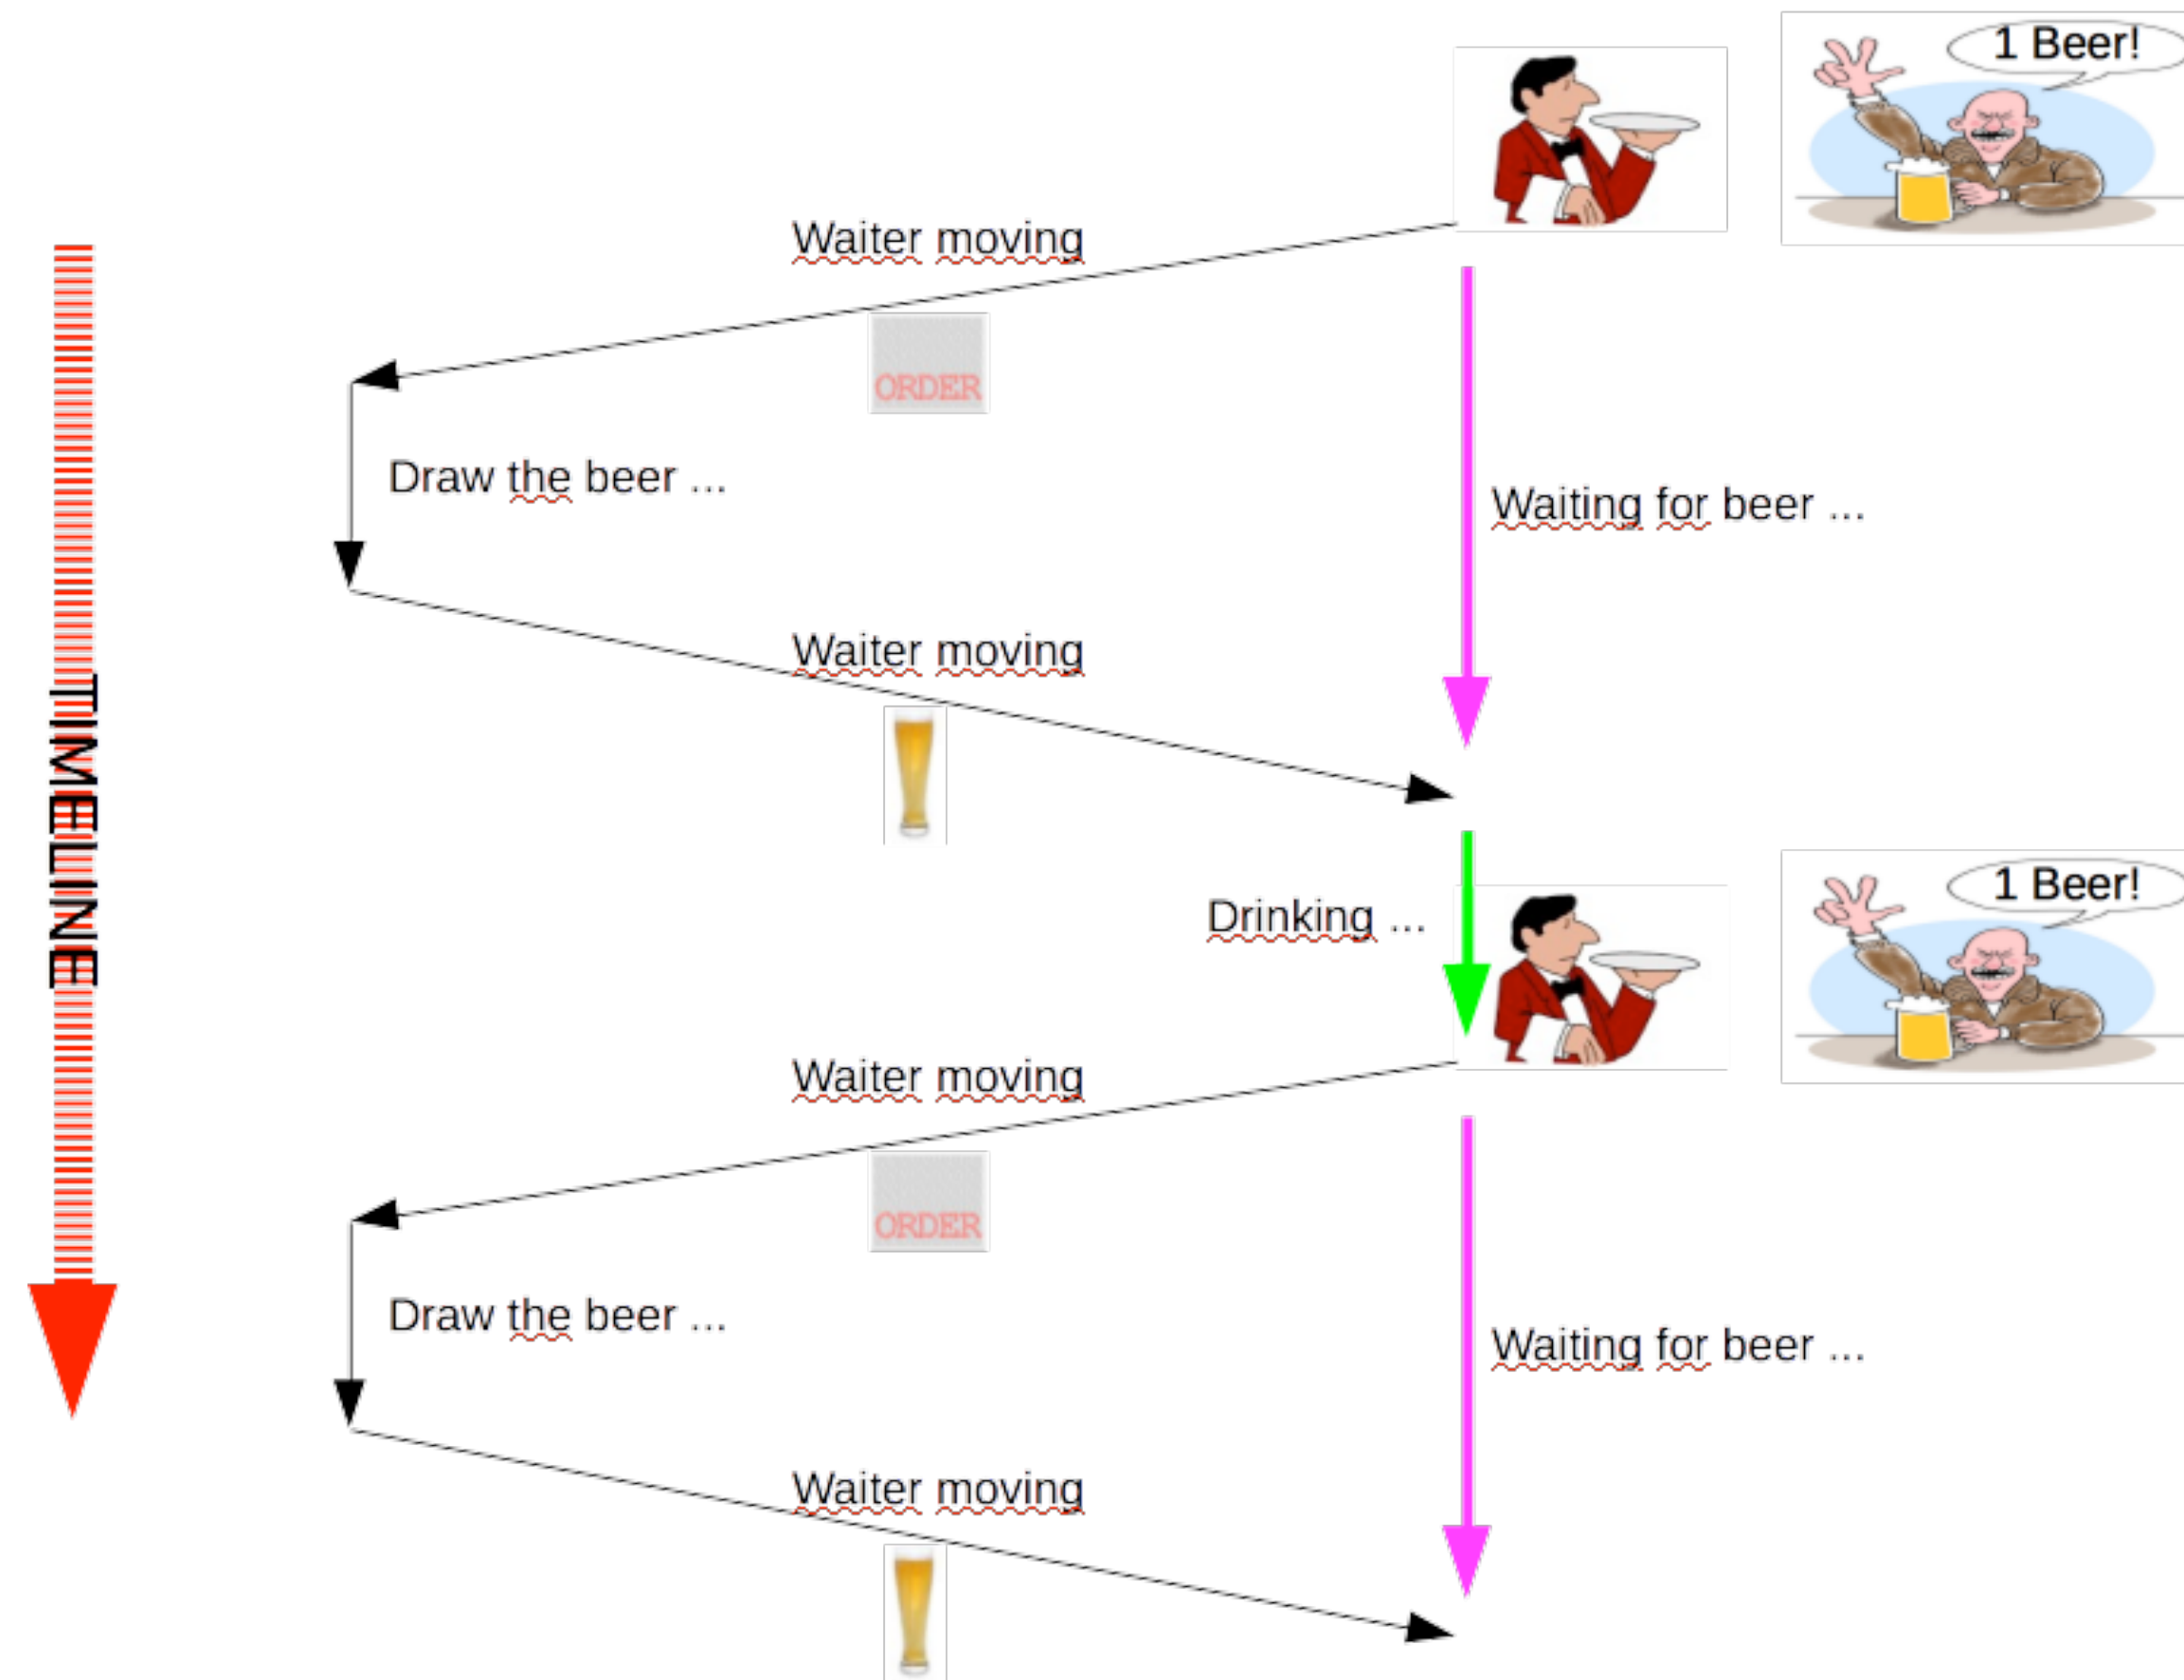 1 Beer!
Waiter moving
ORDER
Draw the beer ...
Waiting for beer ...
Waiter moving
TIMELINE
1 Beer!
Drinking ...
Waiter moving
ORDER
Draw the beer ...
Waiting for beer ...
Waiter moving